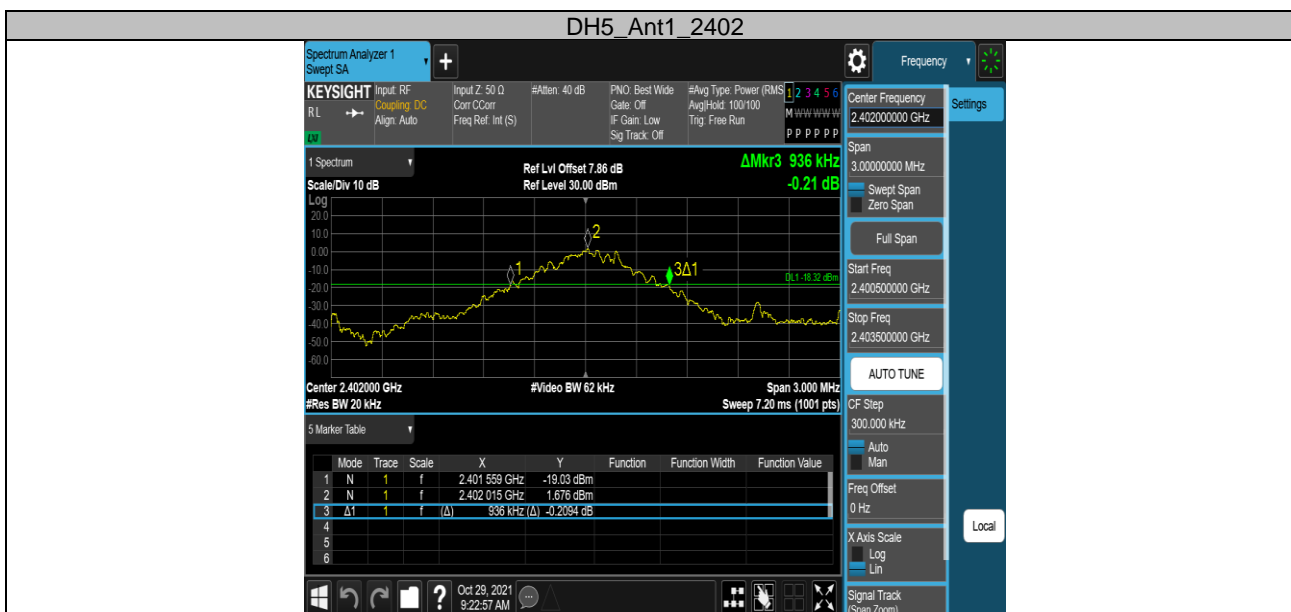 DH5_Ant1_2402
Spectrum Analyzer 1
Swept SA
+
Frequency
KEYSIGHT
RL
Input: RF
Coupling: DC
Align: Auto
Input Z: 50 Ω
Corr CCorr
Freq Ref: Int (S)
#Atten: 40 dB
PNO: Best Wide
Gate: Off
IF Gain: Low
Sig Track: Off
#Avg Type: Power (RMS
Avg|Hold: 100/100
Trig: Free Run
1 2 3 4 5 6
M W W W W W
P P P P P P
1 Spectrum
Scale/Div 10 dB
Ref Lvl Offset 7.86 dB
Ref Level 30.00 dBm
ΔMkr3 936 kHz
-0.21 dB
Log
20.0
10.0
0.00
-10.0
-20.0
-30.0
-40.0
-50.0
-60.0
1
2
3Δ1
DL1 -18.32 dBm
Center 2.402000 GHz
#Video BW 62 kHz
Span 3.000 MHz
#Res BW 20 kHz
Sweep 7.20 ms (1001 pts)
5 Marker Table
Mode Trace Scale X Y Function Function Width Function Value
1 N 1 f 2.401 559 GHz -19.03 dBm
2 N 1 f 2.402 015 GHz 1.676 dBm
3 Δ1 1 f (Δ) 936 kHz (Δ) -0.2094 dB
4
5
6
?
Oct 29, 2021
9:22:57 AM
Center Frequency
2.402000000 GHz
Settings
Span
3.00000000 MHz
Swept Span
Zero Span
Full Span
Start Freq
2.400500000 GHz
Stop Freq
2.403500000 GHz
AUTO TUNE
CF Step
300.000 kHz
Auto
Man
Freq Offset
0 Hz
X Axis Scale
Log
Lin
Local
Signal Track
(Span Zoom)